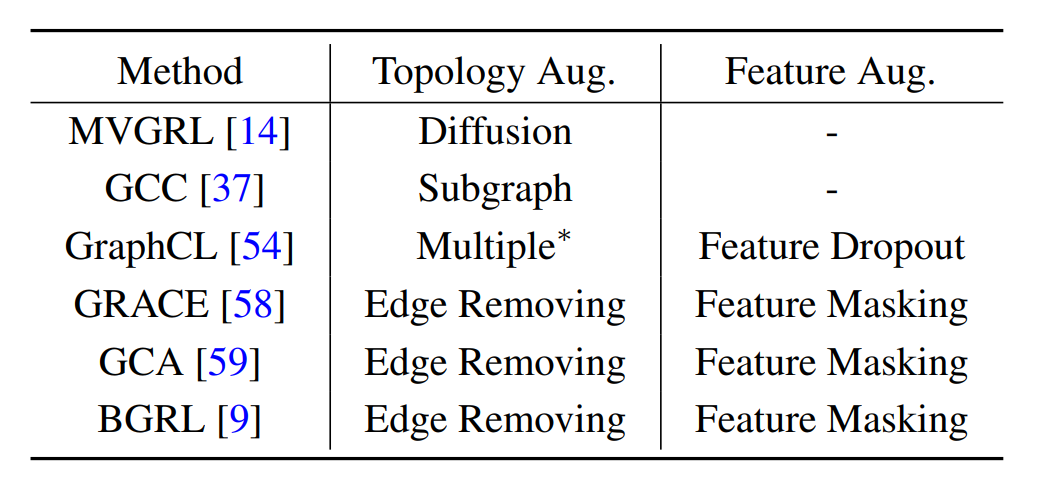 Method Topology Aug. Feature Aug.
MVGRL [14] Diffusion -
GCC [37] Subgraph -
GraphCL [54] Multiple* Feature Dropout
GRACE [58] Edge Removing Feature Masking
GCA [59] Edge Removing Feature Masking
BGRL [9] Edge Removing Feature Masking